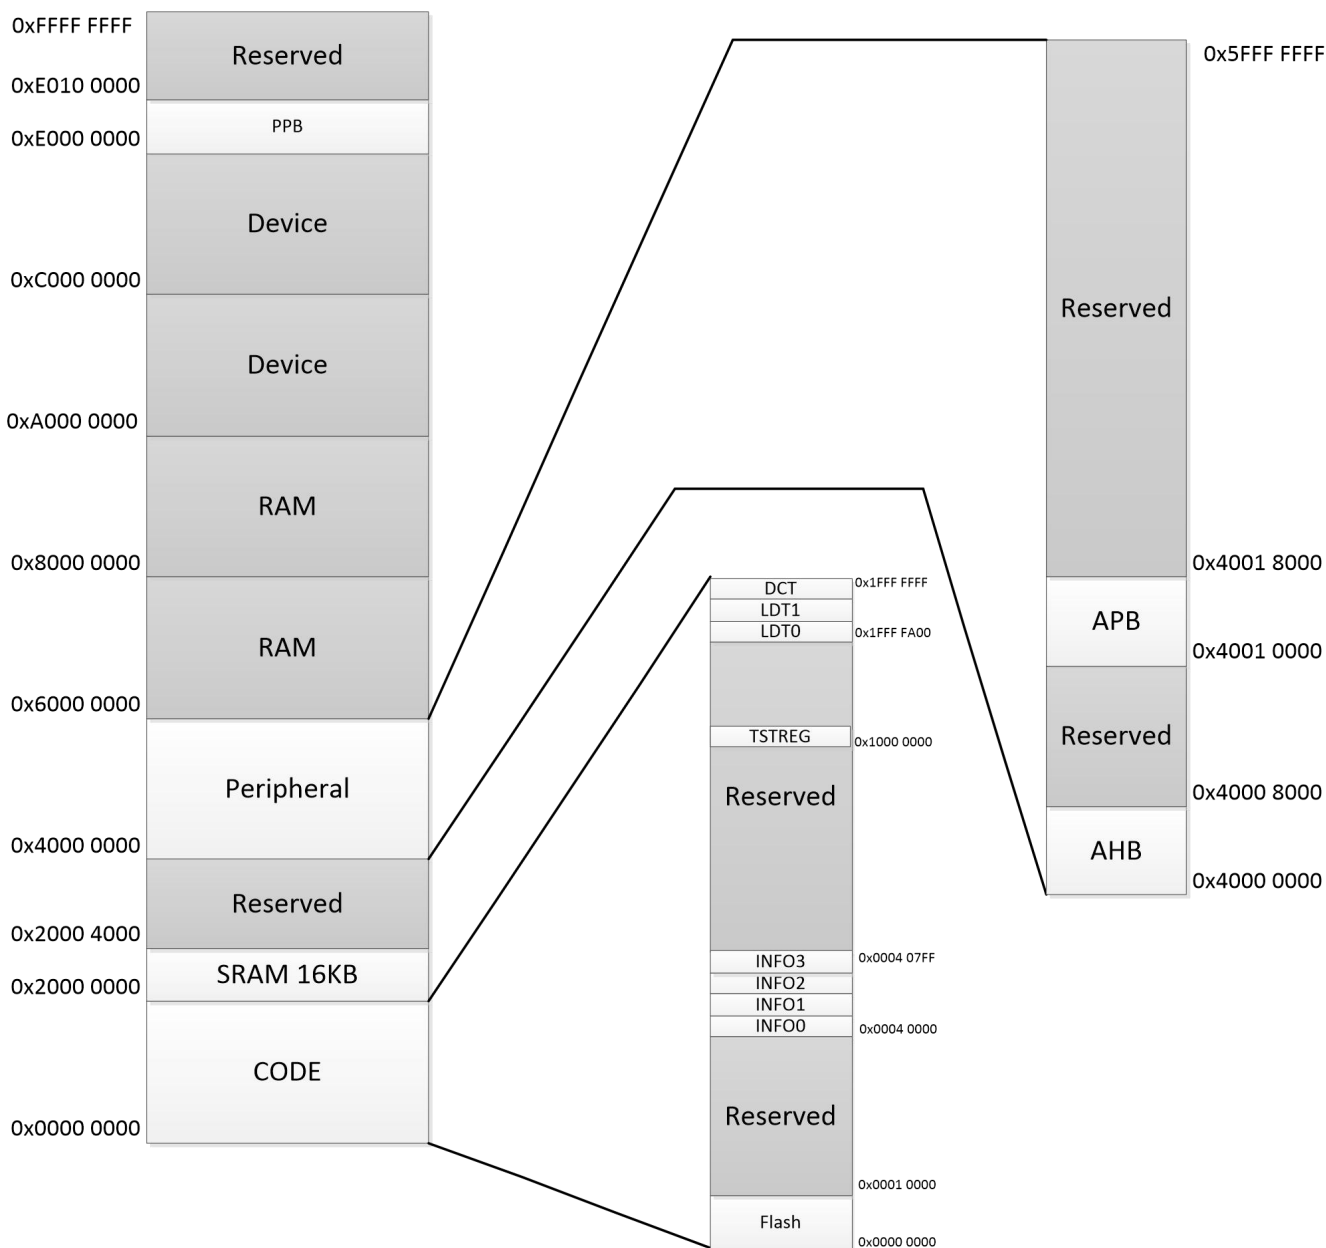 0xFFFF FFFF
Reserved
0xE010 0000
PPB
0xE000 0000
Device
0xC000 0000
Device
0xA000 0000
RAM
0x8000 0000
RAM
0x6000 0000
Peripheral
0x4000 0000
Reserved
0x2000 4000
SRAM 16KB
0x2000 0000
CODE
0x0000 0000
DCT
0x1FFF FFFF
LDT1
LDT0
0x1FFF FA00
TSTREG
0x1000 0000
Reserved
INFO3
0x0004 07FF
INFO2
INFO1
INFO0
0x0004 0000
Reserved
0x0001 0000
Flash
0x0000 0000
0x5FFF FFFF
Reserved
0x4001 8000
APB
0x4001 0000
Reserved
0x4000 8000
AHB
0x4000 0000